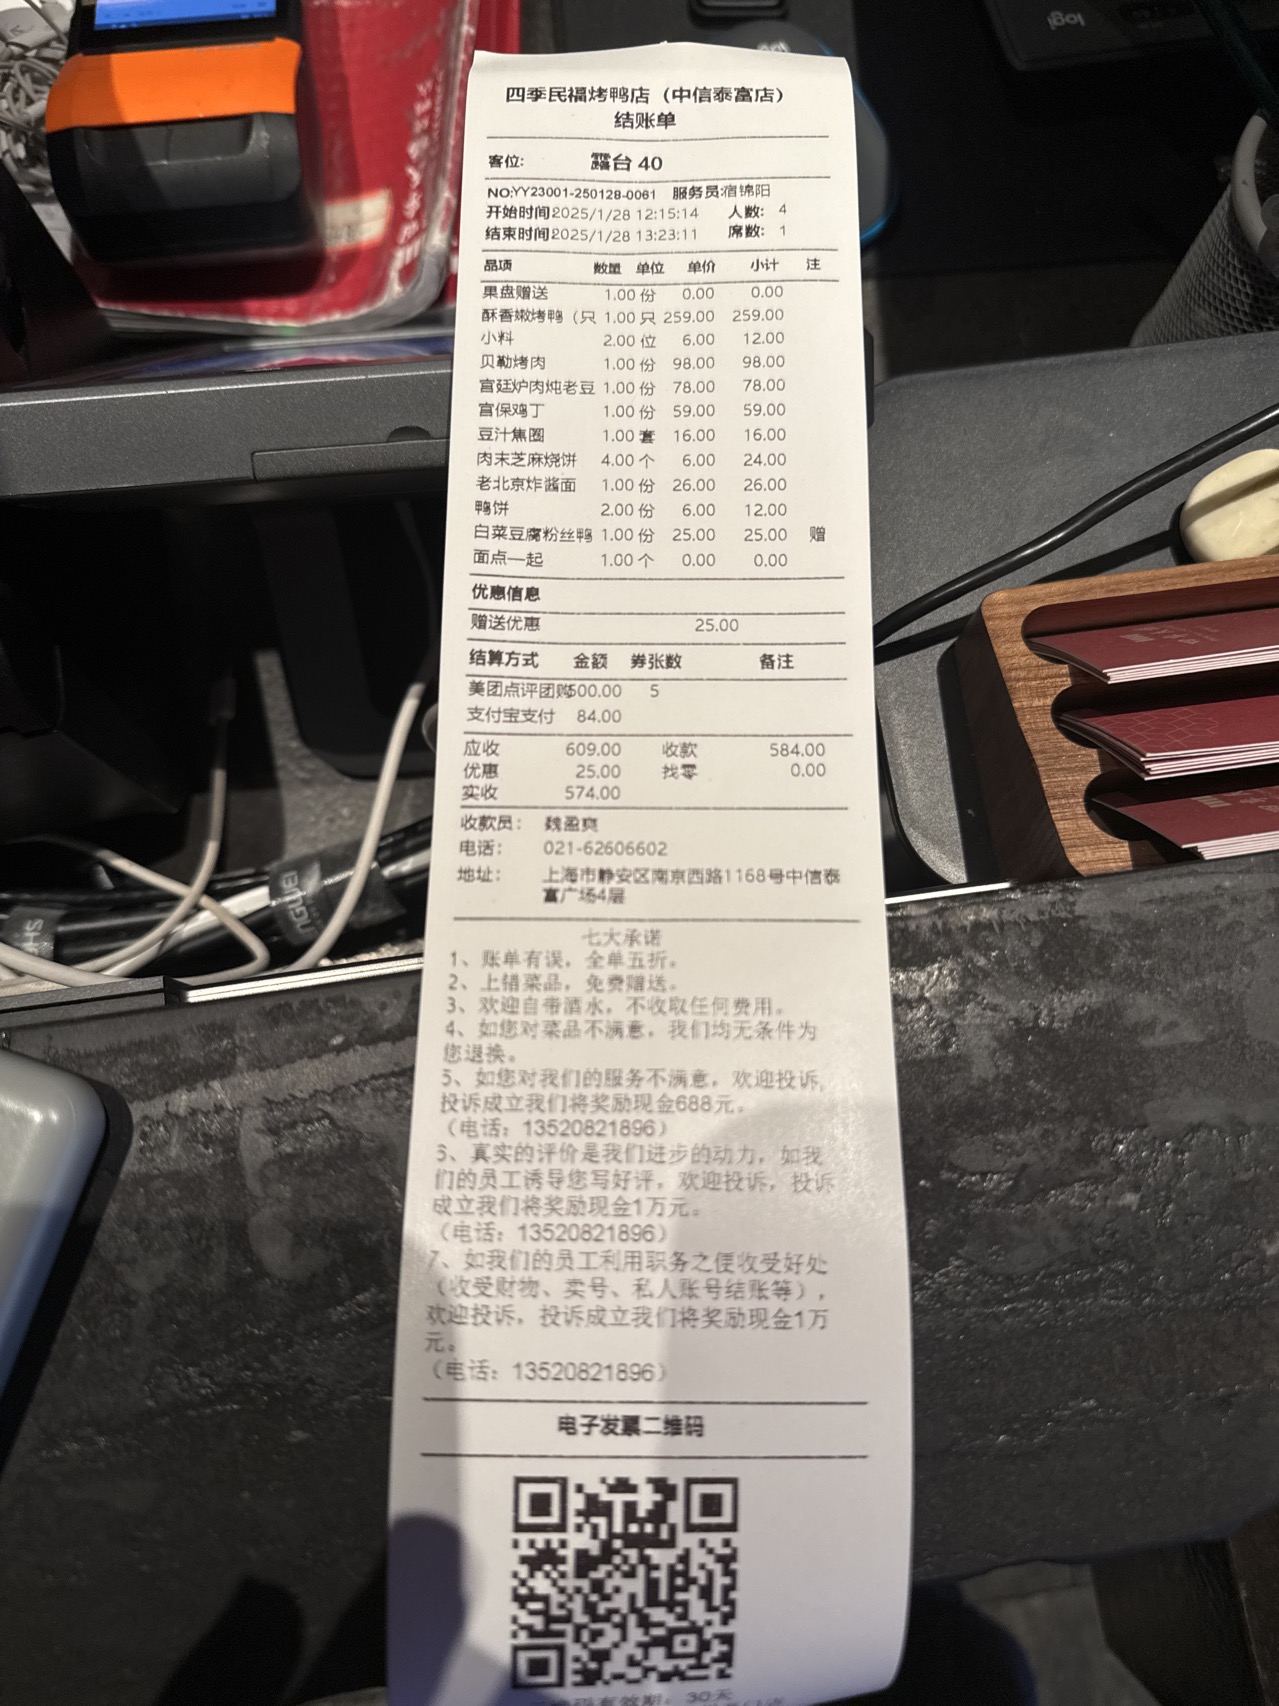 四季民福烤鸭店（中信泰富店）
结账单
客位： 露台 40
NO:YY23001-250128-0061 服务员:宿锦阳
开始时间2025/1/28 12:15:14 人数： 4
结束时间2025/1/28 13:23:11 席数： 1
品项 数量 单位 单价 小计 注
果盘赠送 1.00 份 0.00 0.00
酥香嫩烤鸭（只 1.00 只 259.00 259.00
小料 2.00 位 6.00 12.00
贝勒烤肉 1.00 份 98.00 98.00
宫廷炉肉炖老豆 1.00 份 78.00 78.00
宫保鸡丁 1.00 份 59.00 59.00
豆汁焦圈 1.00 套 16.00 16.00
肉末芝麻烧饼 4.00 个 6.00 24.00
老北京炸酱面 1.00 份 26.00 26.00
鸭饼 2.00 份 6.00 12.00
白菜豆腐粉丝鸭 1.00 份 25.00 25.00 赠
面点一起 1.00 个 0.00 0.00
优惠信息
赠送优惠 25.00
结算方式 金额 券张数 备注
美团点评团购500.00 5
支付宝支付 84.00
应收 609.00 收款 584.00
优惠 25.00 找零 0.00
实收 574.00
收款员： 魏盈爽
电话： 021-62606602
地址： 上海市静安区南京西路1168号中信泰
富广场4层
七大承诺
1、账单有误，全单五折。
2、上错菜品，免费赠送。
3、欢迎自带酒水，不收取任何费用。
4、如您对菜品不满意，我们均无条件为
您退换。
5、如您对我们的服务不满意，欢迎投诉，
投诉成立我们将奖励现金688元。
（电话：13520821896）
6、真实的评价是我们进步的动力，如我
们的员工诱导您写好评，欢迎投诉，投诉
成立我们将奖励现金1万元。
（电话：13520821896）
7、如我们的员工利用职务之便收受好处
（收受财物、卖号、私人账号结账等），
欢迎投诉，投诉成立我们将奖励现金1万
元。
（电话：13520821896）
电子发票二维码
效期：30天
logi